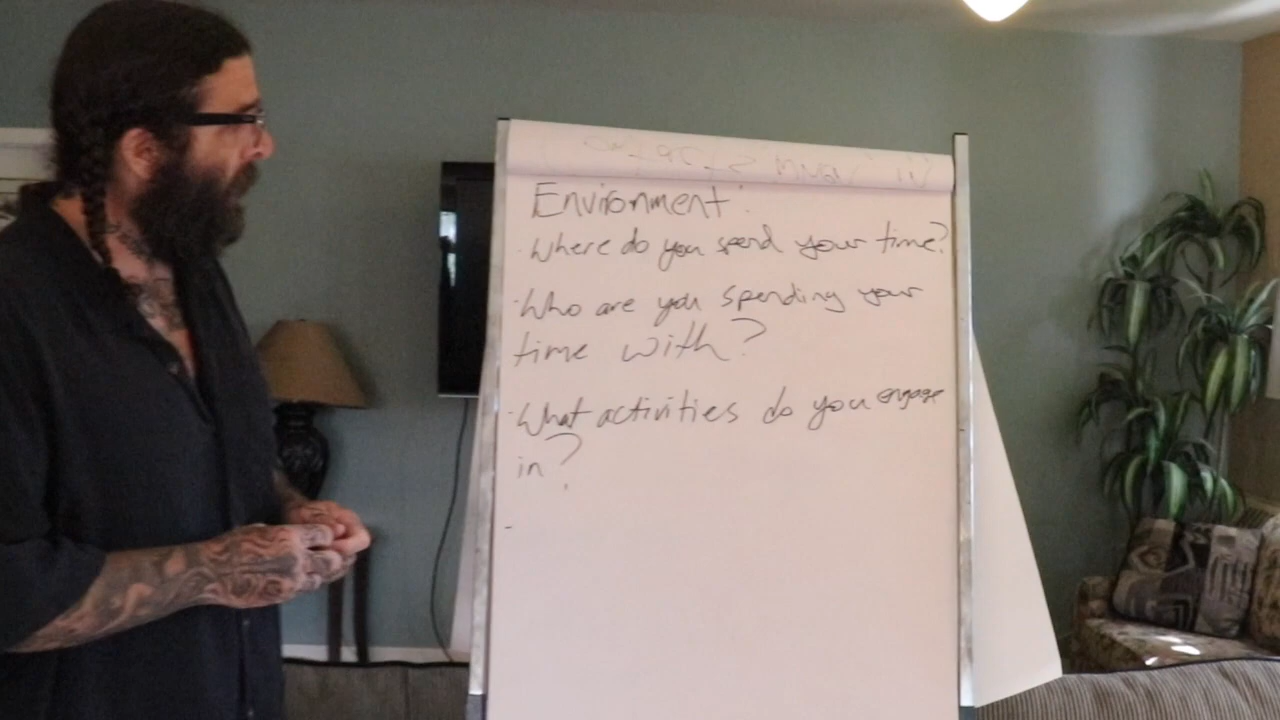 Environment:
· Where do you spend your time?
· Who are you spending your
time with?
· What activities do you engage
in?
-